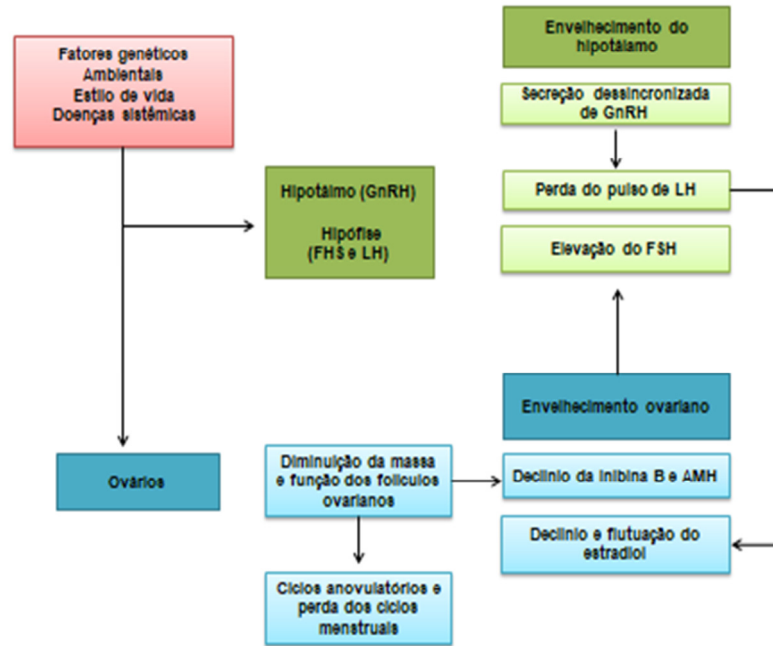 Fatores genéticos
Ambientais
Estilo de vida
Doenças sistêmicas
Hipotálmo (GnRH)
Hipófise
(FHS e LH)
Ovários
Diminuição da massa
e função dos folículos
ovarianos
Ciclos anovulatórios e
perda dos ciclos
menstruais
Envelhecimento do
hipotálamo
Secreção dessincronizada
de GnRH
Perda do pulso de LH
Elevação do FSH
Envelhecimento ovariano
Declínio da inibina B e AMH
Declínio e flutuação do
estradiol